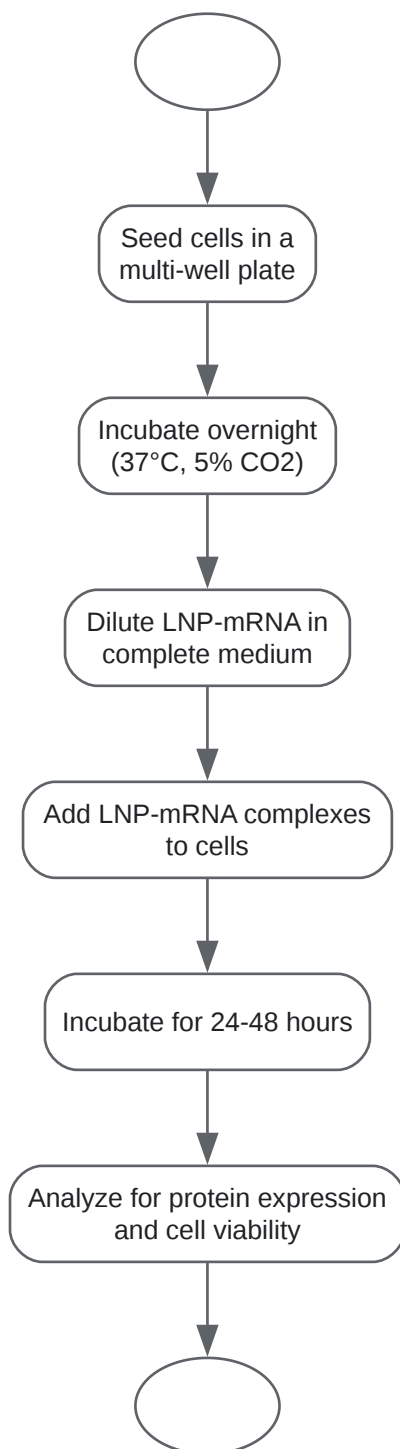 Seed cells in a
multi-well plate
Incubate overnight
(37°C, 5% CO2)
Dilute LNP-mRNA in
complete medium
Add LNP-mRNA complexes
to cells
Incubate for 24-48 hours
Analyze for protein expression
and cell viability